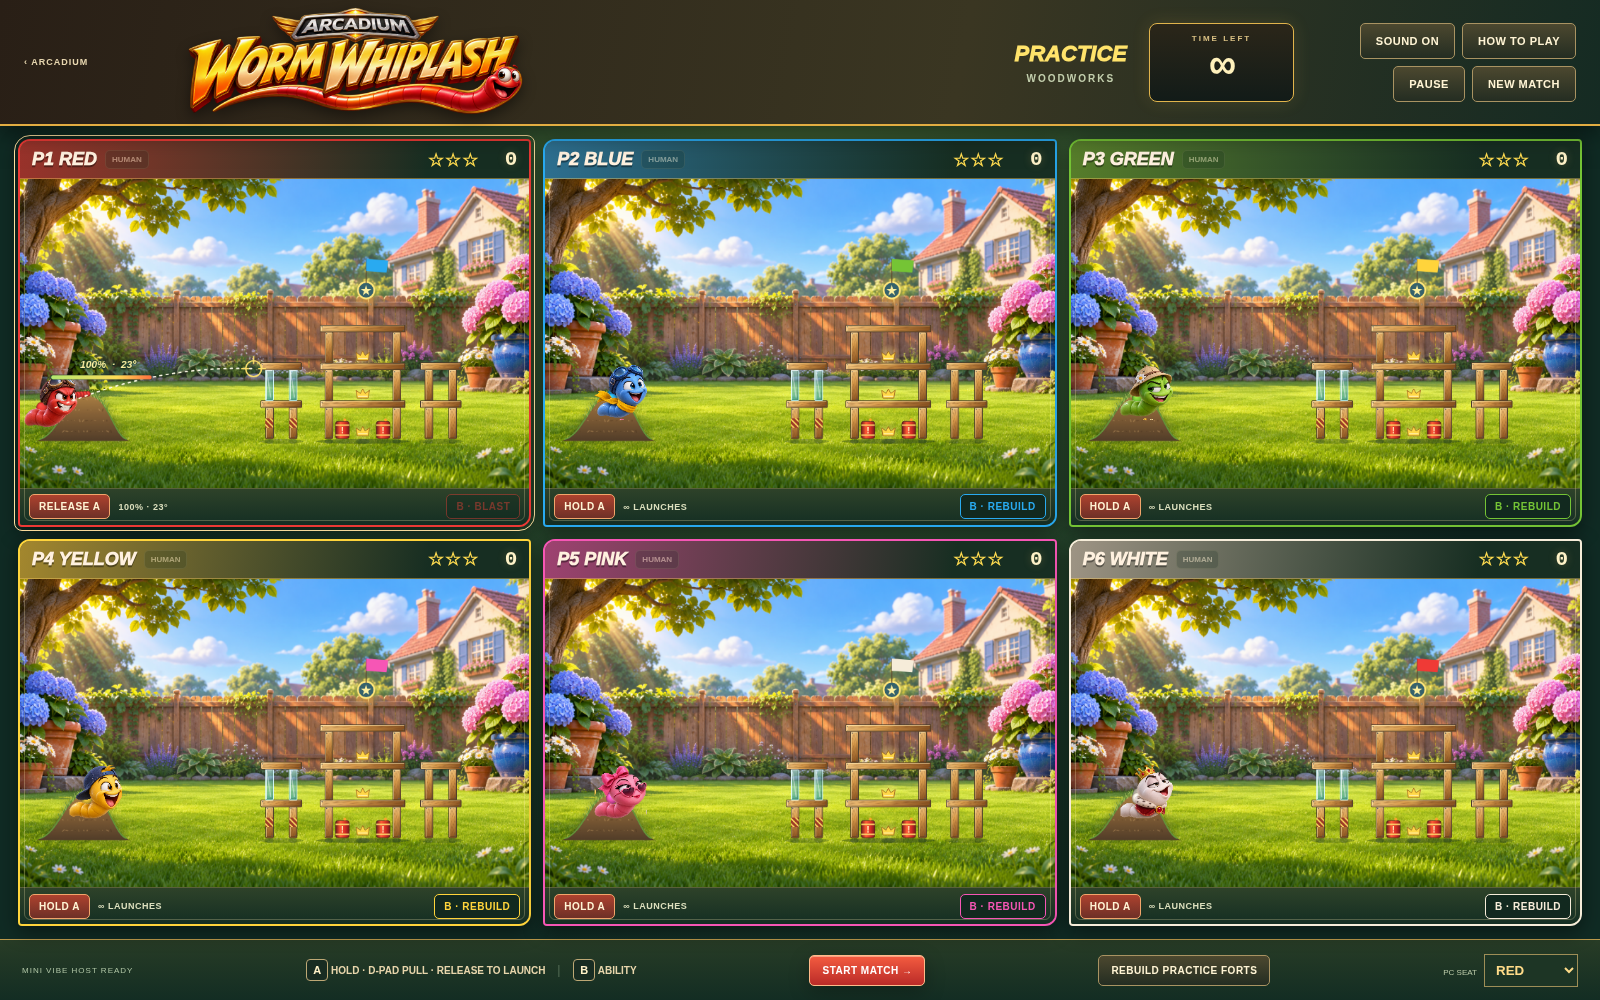 ‹ ARCADIUM
ARCADIUM
WORM WHIPLASH
PRACTICE
WOODWORKS
TIME LEFT
∞
SOUND ON
HOW TO PLAY
PAUSE
NEW MATCH
P1 RED HUMAN ☆☆☆ 0
100% · 23°
RELEASE A 100% · 23° B · BLAST
P2 BLUE HUMAN ☆☆☆ 0
HOLD A ∞ LAUNCHES B · REBUILD
P3 GREEN HUMAN ☆☆☆ 0
HOLD A ∞ LAUNCHES B · REBUILD
P4 YELLOW HUMAN ☆☆☆ 0
HOLD A ∞ LAUNCHES B · REBUILD
P5 PINK HUMAN ☆☆☆ 0
HOLD A ∞ LAUNCHES B · REBUILD
P6 WHITE HUMAN ☆☆☆ 0
HOLD A ∞ LAUNCHES B · REBUILD
MINI VIBE HOST READY
A HOLD · D-PAD PULL · RELEASE TO LAUNCH | B ABILITY
START MATCH →
REBUILD PRACTICE FORTS
PC SEAT RED